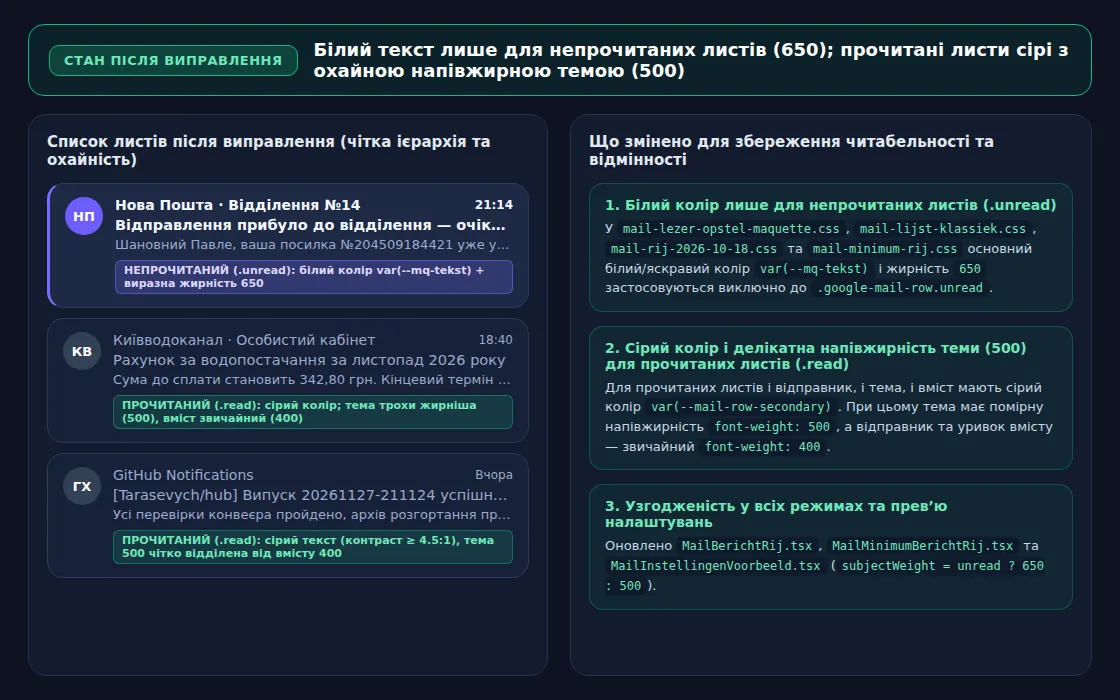 СТАН ПІСЛЯ ВИПРАВЛЕННЯ
Білий текст лише для непрочитаних листів (650); прочитані листи сірі з
охайною напівжирною темою (500)
Список листів після виправлення (чітка ієрархія та
охайність)
НП
Нова Пошта · Відділення №14
21:14
Відправлення прибуло до відділення — очік…
Шановний Павле, ваша посилка №204509184421 уже у…
НЕПРОЧИТАНИЙ (.unread): білий колір var(--mq-tekst) +
виразна жирність 650
КВ
Київводоканал · Особистий кабінет
18:40
Рахунок за водопостачання за листопад 2026 року
Сума до сплати становить 342,80 грн. Кінцевий термін …
ПРОЧИТАНИЙ (.read): сірий колір; тема трохи жирніша
(500), вміст звичайний (400)
ГХ
GitHub Notifications
Вчора
[Tarasevych/hub] Випуск 20261127-211124 успішн…
Усі перевірки конвеєра пройдено, архів розгортання пр…
ПРОЧИТАНИЙ (.read): сірий текст (контраст ≥ 4.5:1), тема
500 чітко відділена від вмісту 400
Що змінено для збереження читабельності та
відмінності
1. Білий колір лише для непрочитаних листів (.unread)
У mail-lezer-opstel-maquette.css , mail-lijst-klassiek.css ,
mail-rij-2026-10-18.css та mail-minimum-rij.css основний
білий/яскравий колір var(--mq-tekst) і жирність 650
застосовуються виключно до .google-mail-row.unread .
2. Сірий колір і делікатна напівжирність теми (500)
для прочитаних листів (.read)
Для прочитаних листів і відправник, і тема, і вміст мають сірий
колір var(--mail-row-secondary) . При цьому тема має помірну
напівжирність font-weight: 500 , а відправник та уривок вмісту
— звичайний font-weight: 400 .
3. Узгодженість у всіх режимах та прев’ю
налаштувань
Оновлено MailBerichtRij.tsx , MailMinimumBerichtRij.tsx та
MailInstellingenVoorbeeld.tsx ( subjectWeight = unread ? 650
: 500 ).